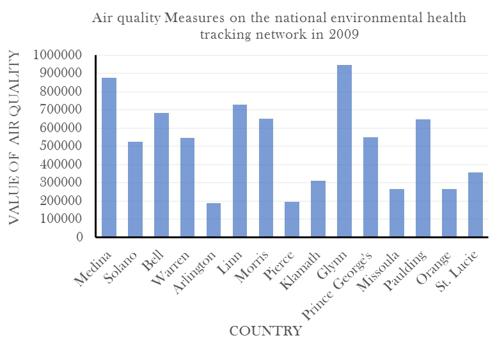 Air quality Measures on the national environmental health
tracking network in 2009
VALUE OF AIR QUALITY
1000000
900000
800000
700000
600000
500000
400000
300000
200000
100000
0
Medina
Solano
Bell
Warren
Arlington
Linn
Morris
Pierce
Klamath
Glynn
Prince George's
Missoula
Paulding
Orange
St. Lucie
COUNTRY